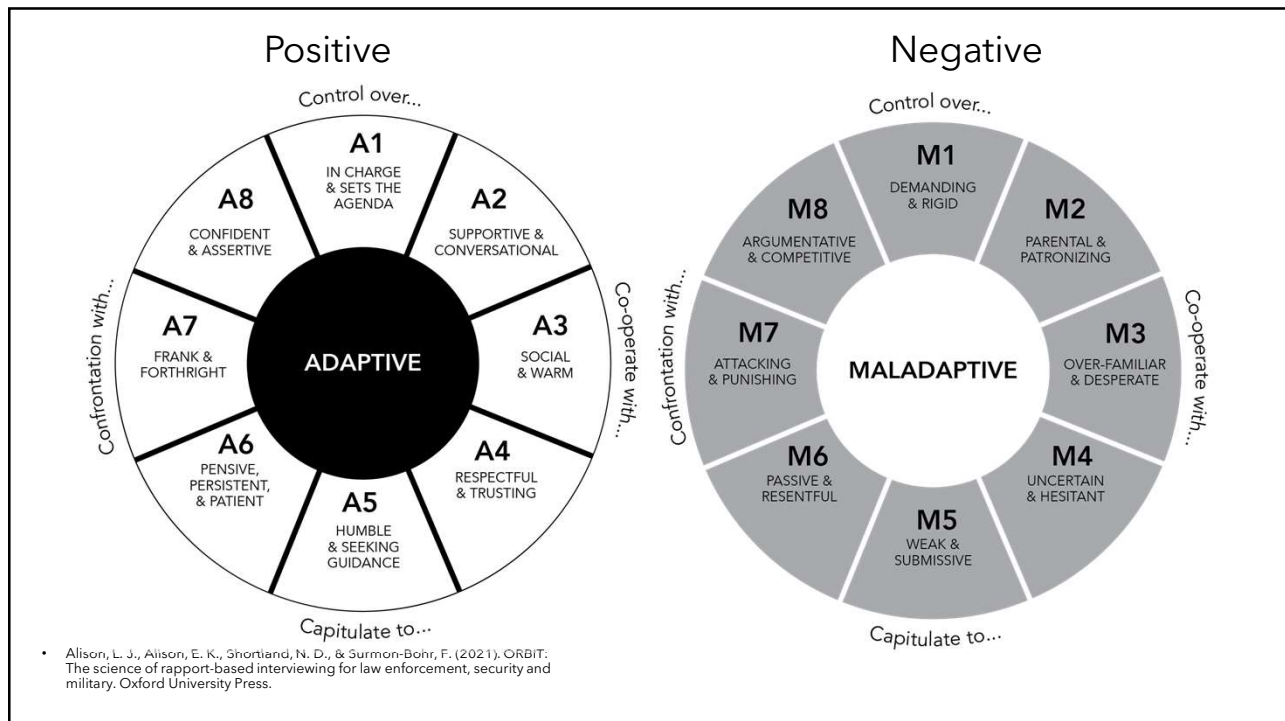 Positive
Control over...
A1
IN CHARGE
& SETS THE
AGENDA
A2
SUPPORTIVE &
CONVERSATIONAL
A3
SOCIAL
& WARM
A4
RESPECTFUL
& TRUSTING
A5
HUMBLE
& SEEKING
GUIDANCE
A6
PENSIVE,
PERSISTENT,
& PATIENT
A7
FRANK &
FORTHRIGHT
A8
CONFIDENT
& ASSERTIVE
ADAPTIVE
Confrontation with...
Co-operate with...
Capitulate to...
Negative
Control over...
M1
DEMANDING
& RIGID
M2
PARENTAL &
PATRONIZING
M3
OVER-FAMILIAR
& DESPERATE
M4
UNCERTAIN
& HESITANT
M5
WEAK &
SUBMISSIVE
M6
PASSIVE &
RESENTFUL
M7
ATTACKING
& PUNISHING
M8
ARGUMENTATIVE
& COMPETITIVE
MALADAPTIVE
Confrontation with...
Co-operate with...
Capitulate to...
• Alison, L. J., Alison, E. K., Shortland, N. D., & Surmon-Bohr, F. (2021). ORBIT:
The science of rapport-based interviewing for law enforcement, security and
military. Oxford University Press.